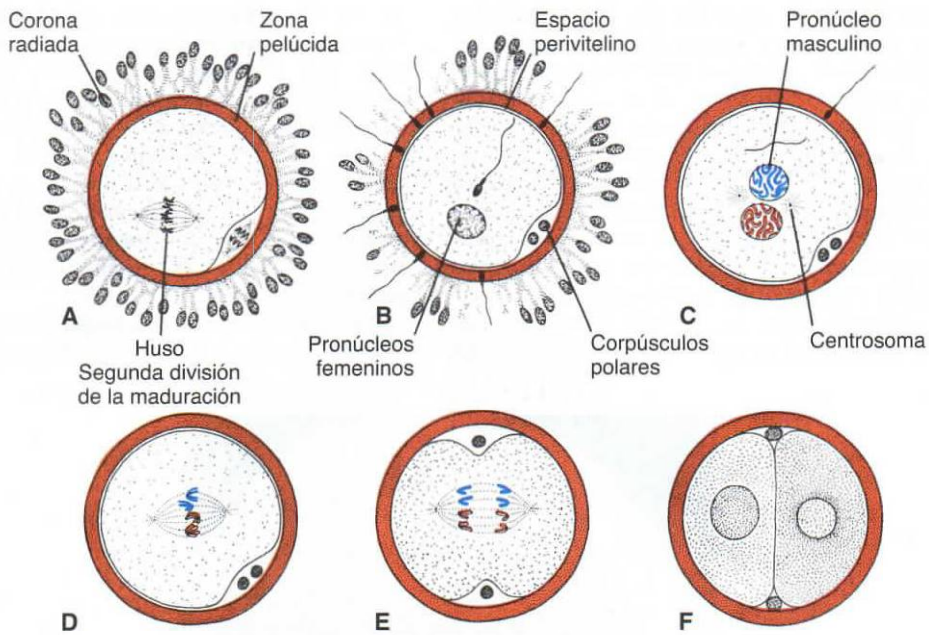 Corona
radiada
Zona
pelúcida
Espacio
perivitelino
Pronúcleo
masculino
A
B
C
Huso
Segunda división
de la maduración
Pronúcleos
femeninos
Corpúsculos
polares
Centrosoma
D
E
F